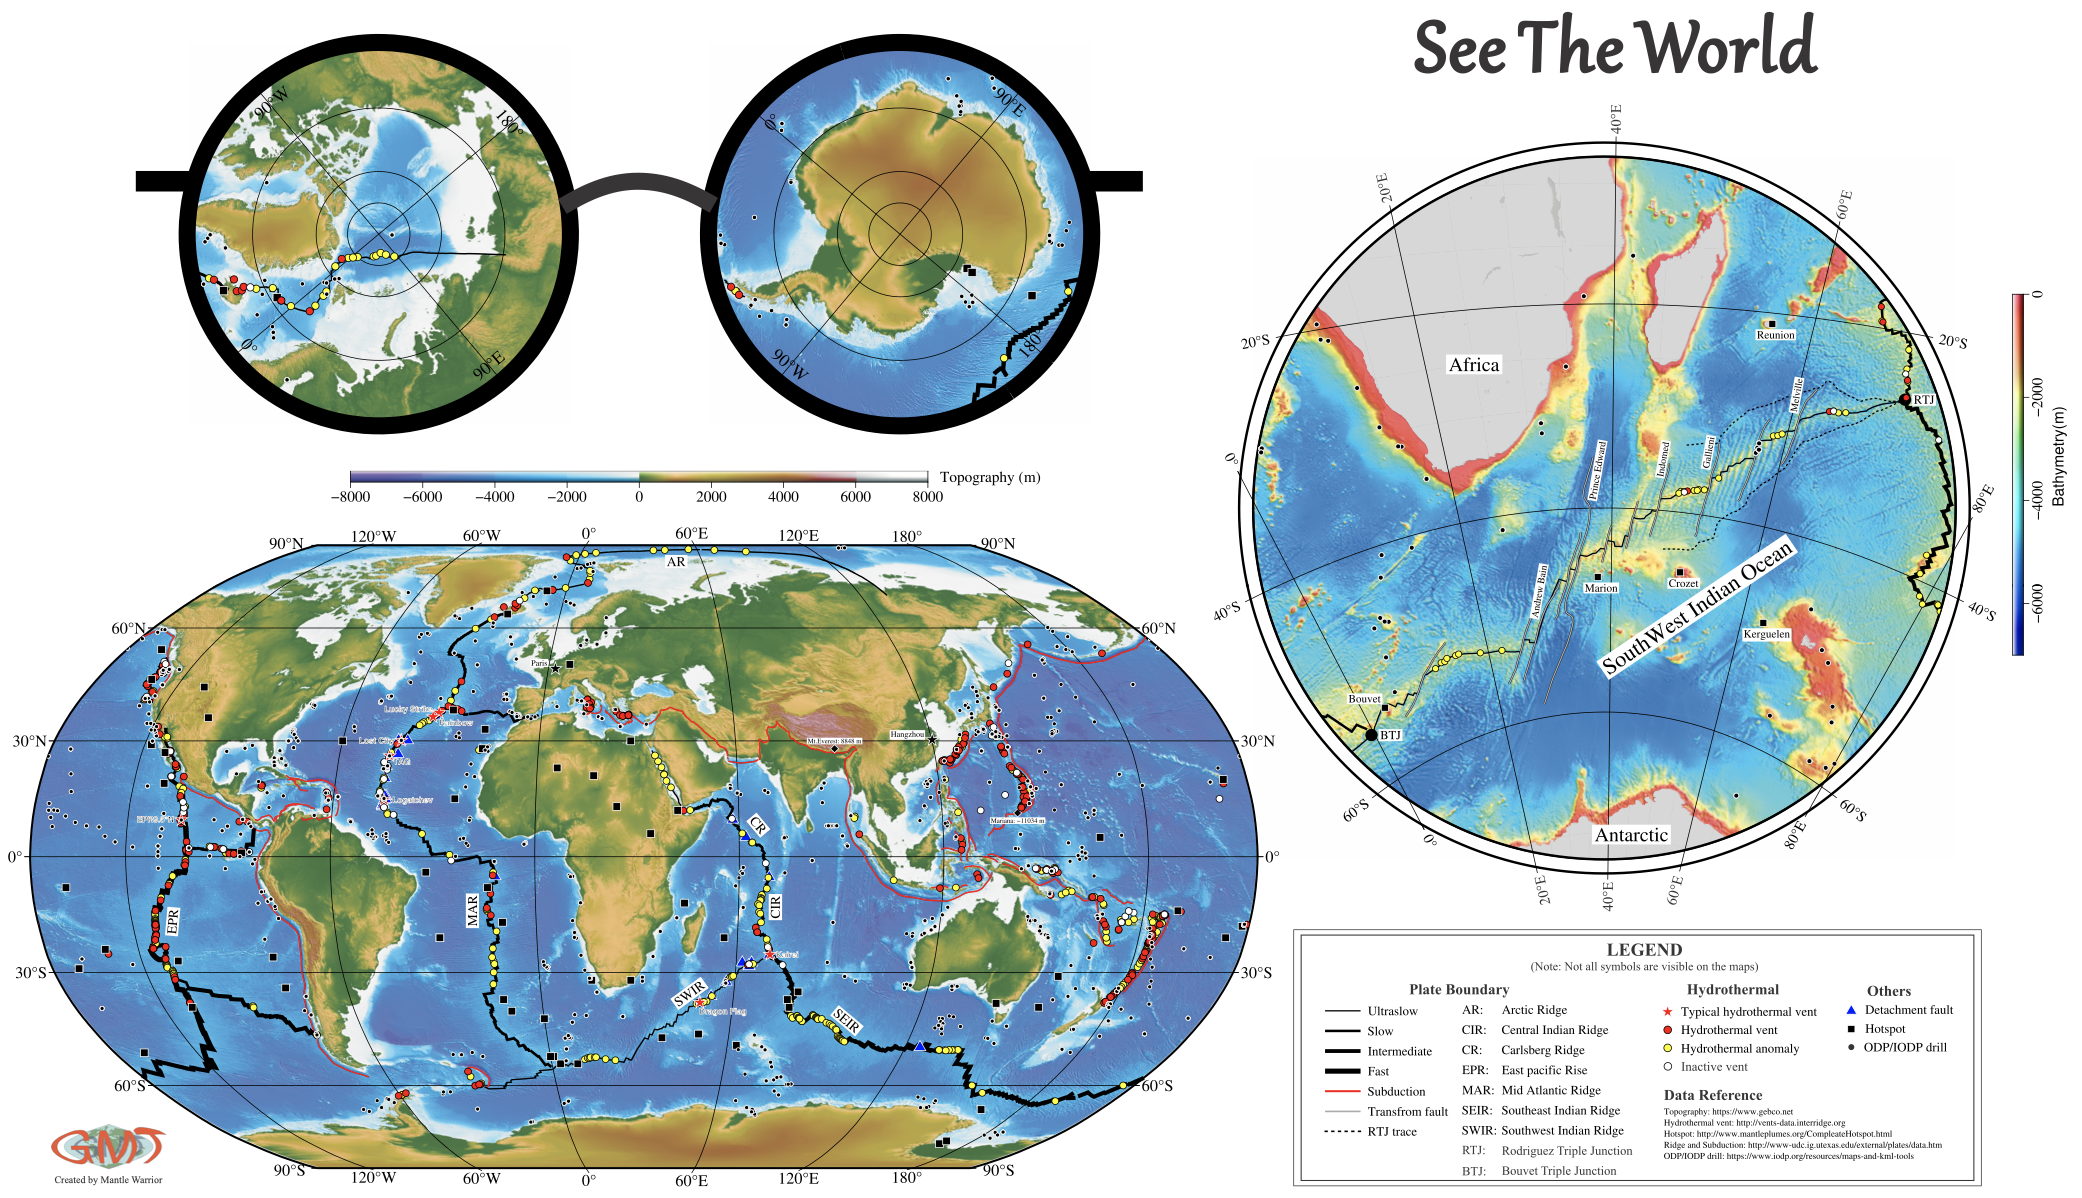 See The World
90°W
180°
0°
90°E
0°
90°E
90°W
180°
−8000 −6000 −4000 −2000 0 2000 4000 6000 8000
Topography (m)
90°N 120°W 60°W 0° 60°E 120°E 180° 90°N
60°N 60°N
30°N 30°N
0° 0°
30°S 30°S
60°S 60°S
90°S 120°W 60°W 0° 60°E 120°E 180° 90°S
AR
Paris
Lucky Strike
Rainbow
Lost City
TAG
Logatchev
Hangzhou
Mt.Everest: 8848 m
Mariana: −11034 m
CR
CIR
EPR
MAR
Kairei
SWIR
Dragon Flag
SEIR
GMT
Created by Mantle Warrior
40°E
20°E
60°E
20°S
20°S
0°
80°E
40°S
40°S
60°S
60°S
0°
80°E
20°E
40°E
60°E
Africa
Reunion
Melville
RTJ
Gallieni
Indomed
Prince Edward
Andrew Bain
Marion
Crozet
SouthWest Indian Ocean
Kerguelen
Bouvet
BTJ
Antarctic
0
−2000
−4000
−6000
Bathymetry(m)
LEGEND
(Note: Not all symbols are visible on the maps)
Plate Boundary
Ultraslow
Slow
Intermediate
Fast
Subduction
Transfrom fault
RTJ trace
AR: Arctic Ridge
CIR: Central Indian Ridge
CR: Carlsberg Ridge
EPR: East pacific Rise
MAR: Mid Atlantic Ridge
SEIR: Southeast Indian Ridge
SWIR: Southwest Indian Ridge
RTJ: Rodriguez Triple Junction
BTJ: Bouvet Triple Junction
Hydrothermal
Typical hydrothermal vent
Hydrothermal vent
Hydrothermal anomaly
Inactive vent
Others
Detachment fault
Hotspot
ODP/IODP drill
Data Reference
Topography: https://www.gebco.net
Hydrothermal vent: http://vents-data.interridge.org
Hotspot: http://www.mantleplumes.org/CompleateHotspot.html
Ridge and Subduction: http://www-udc.ig.utexas.edu/external/plates/data.htm
ODP/IODP drill: https://www.iodp.org/resources/maps-and-kml-tools